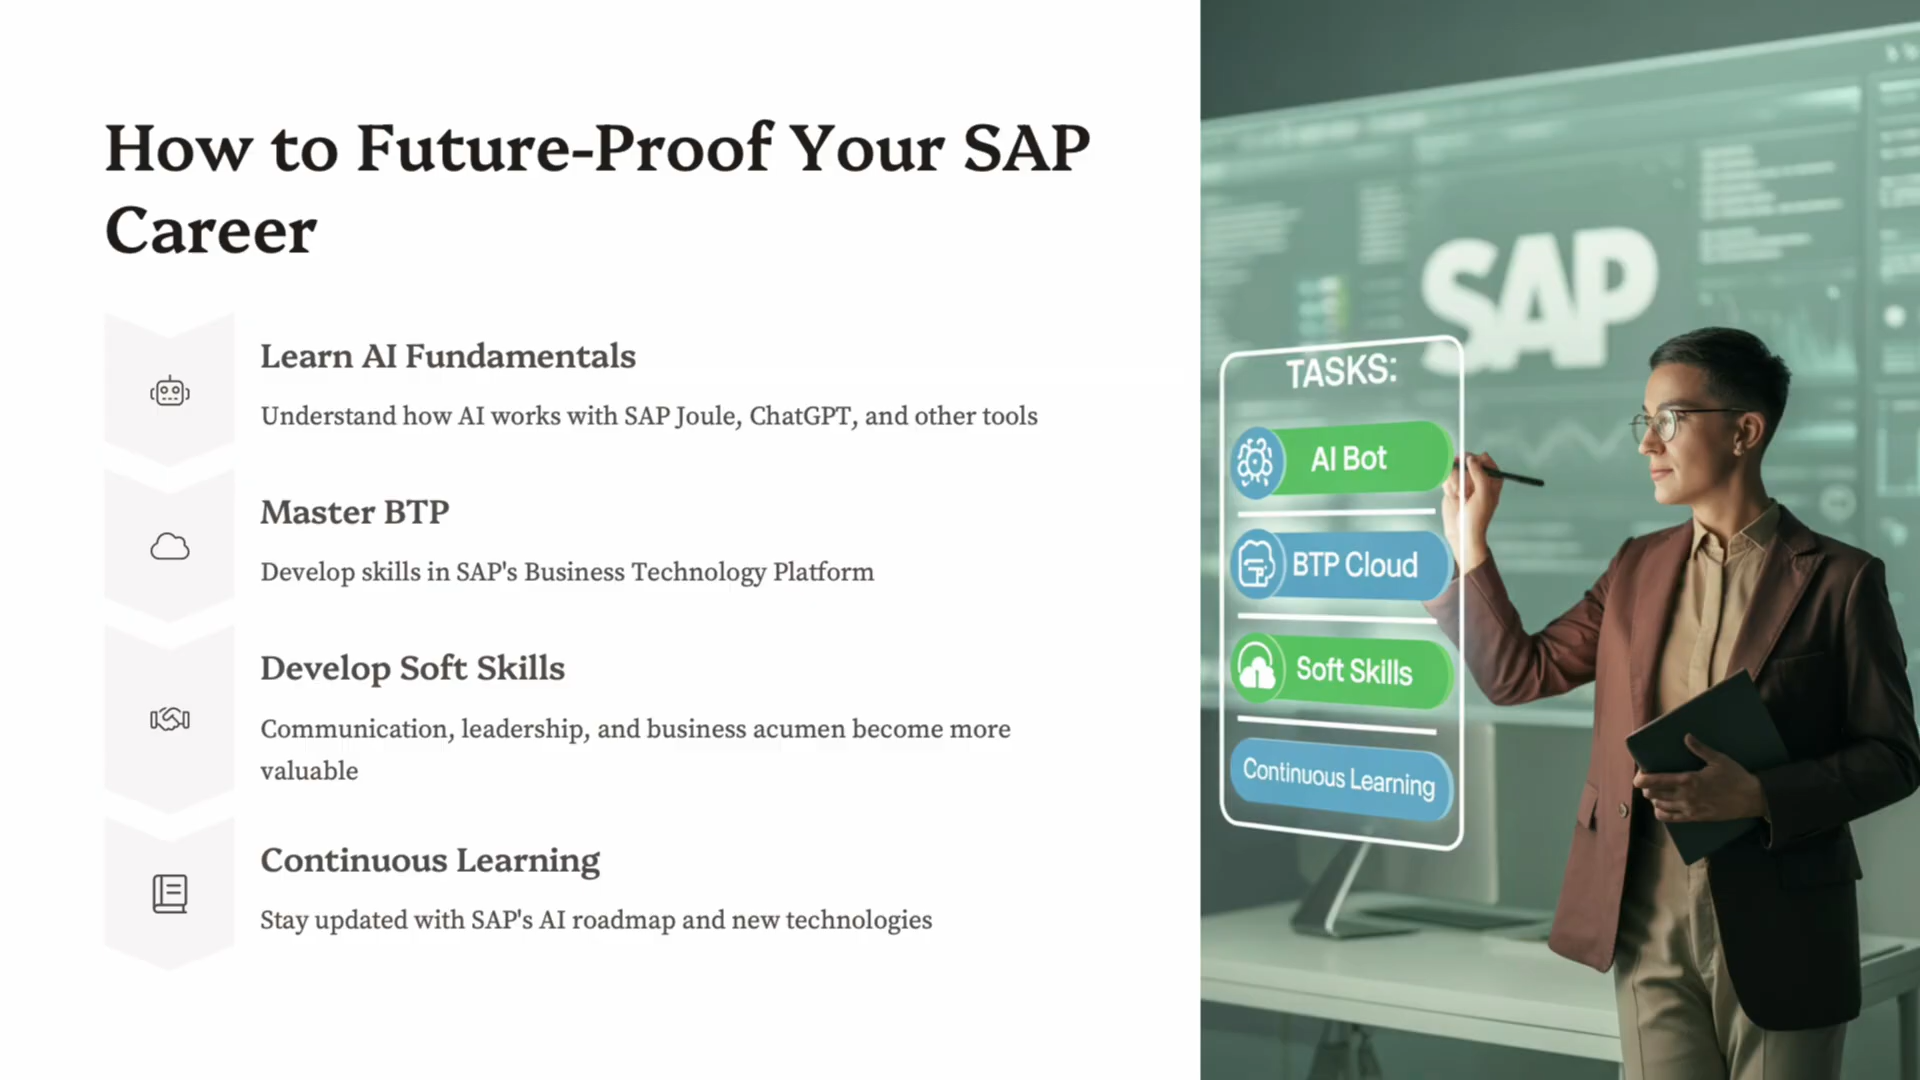 How to Future-Proof Your SAP
Career
Learn AI Fundamentals
Understand how AI works with SAP Joule, ChatGPT, and other tools
Master BTP
Develop skills in SAP's Business Technology Platform
Develop Soft Skills
Communication, leadership, and business acumen become more
valuable
Continuous Learning
Stay updated with SAP's AI roadmap and new technologies
SAP
TASKS:
AI Bot
BTP Cloud
Soft Skills
Continuous Learning